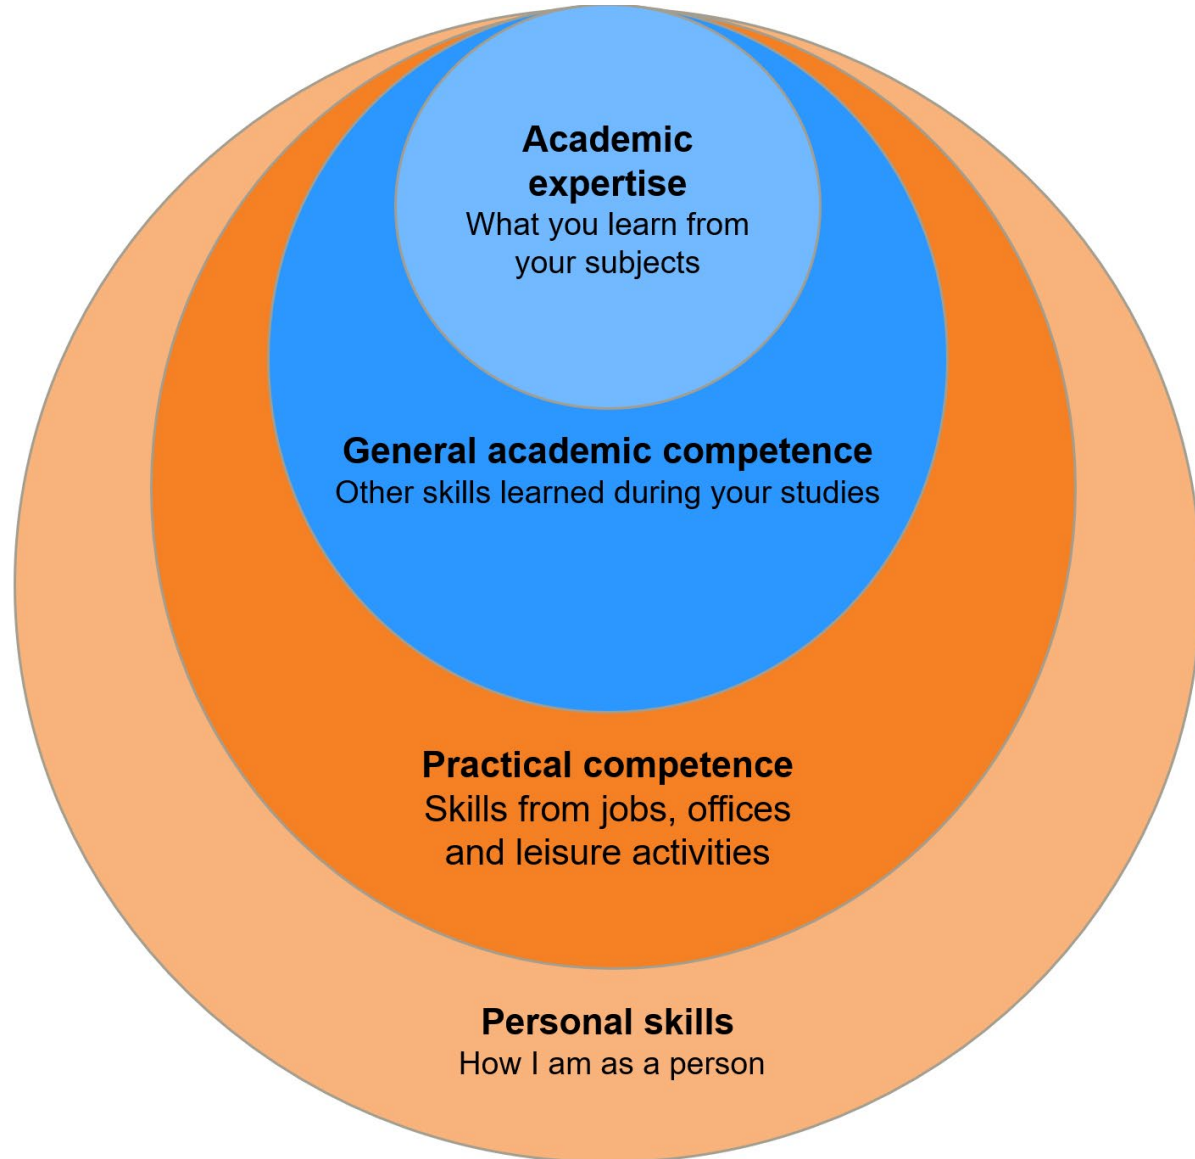 Academic
expertise
What you learn from
your subjects
General academic competence
Other skills learned during your studies
Practical competence
Skills from jobs, offices
and leisure activities
Personal skills
How I am as a person